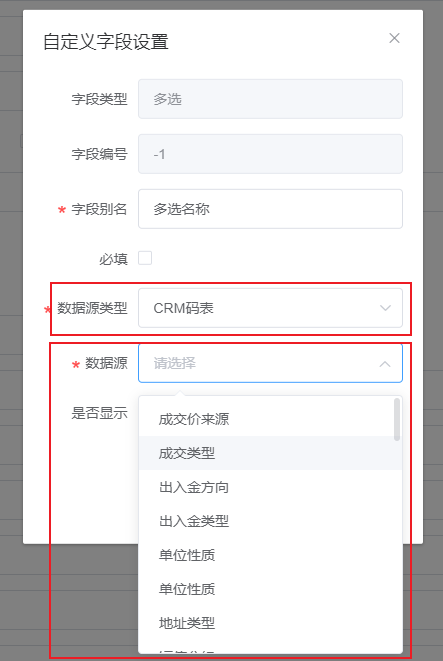 自定义字段设置
字段类型 多选
字段编号 -1
* 字段别名 多选名称
必填
* 数据源类型 CRM码表
* 数据源 请选择
是否显示
成交价来源
成交类型
出入金方向
出入金类型
单位性质
单位性质
地址类型